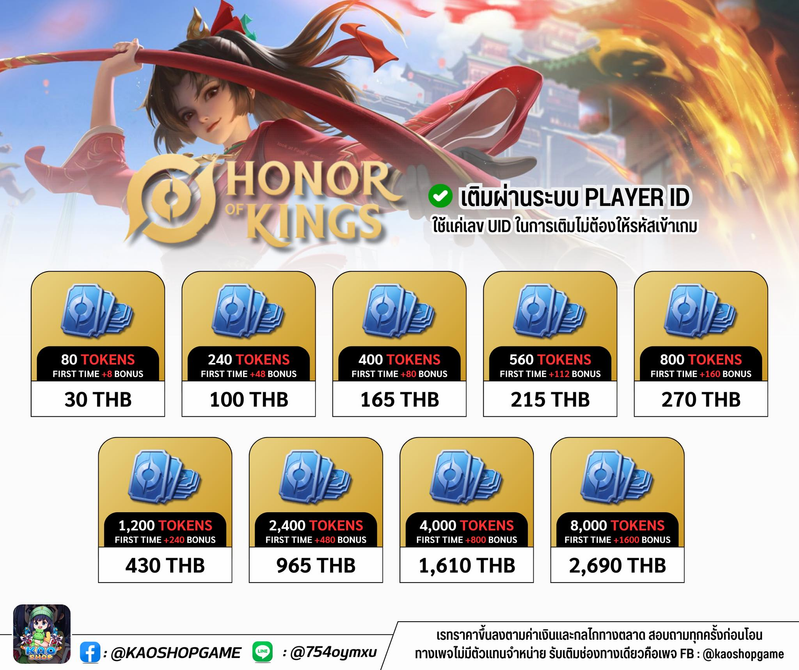 HONOR
OF KINGS
เติมผ่านระบบ PLAYER ID
ใช้แค่เลข UID ในการเติมไม่ต้องให้รหัสเข้าเกม
80 TOKENS
FIRST TIME +8 BONUS
30 THB
240 TOKENS
FIRST TIME +48 BONUS
100 THB
400 TOKENS
FIRST TIME +80 BONUS
165 THB
560 TOKENS
FIRST TIME +112 BONUS
215 THB
800 TOKENS
FIRST TIME +160 BONUS
270 THB
1,200 TOKENS
FIRST TIME +240 BONUS
430 THB
2,400 TOKENS
FIRST TIME +480 BONUS
965 THB
4,000 TOKENS
FIRST TIME +800 BONUS
1,610 THB
8,000 TOKENS
FIRST TIME +1600 BONUS
2,690 THB
KAO
SHOP
: @KAOSHOPGAME
LINE : @754oymxu
เรทราคาขึ้นลงตามค่าเงินและกลไกทางตลาด สอบถามทุกครั้งก่อนโอน
ทางเพจไม่มีตัวแทนจำหน่าย รับเติมช่องทางเดียวคือเพจ FB : @kaoshopgame